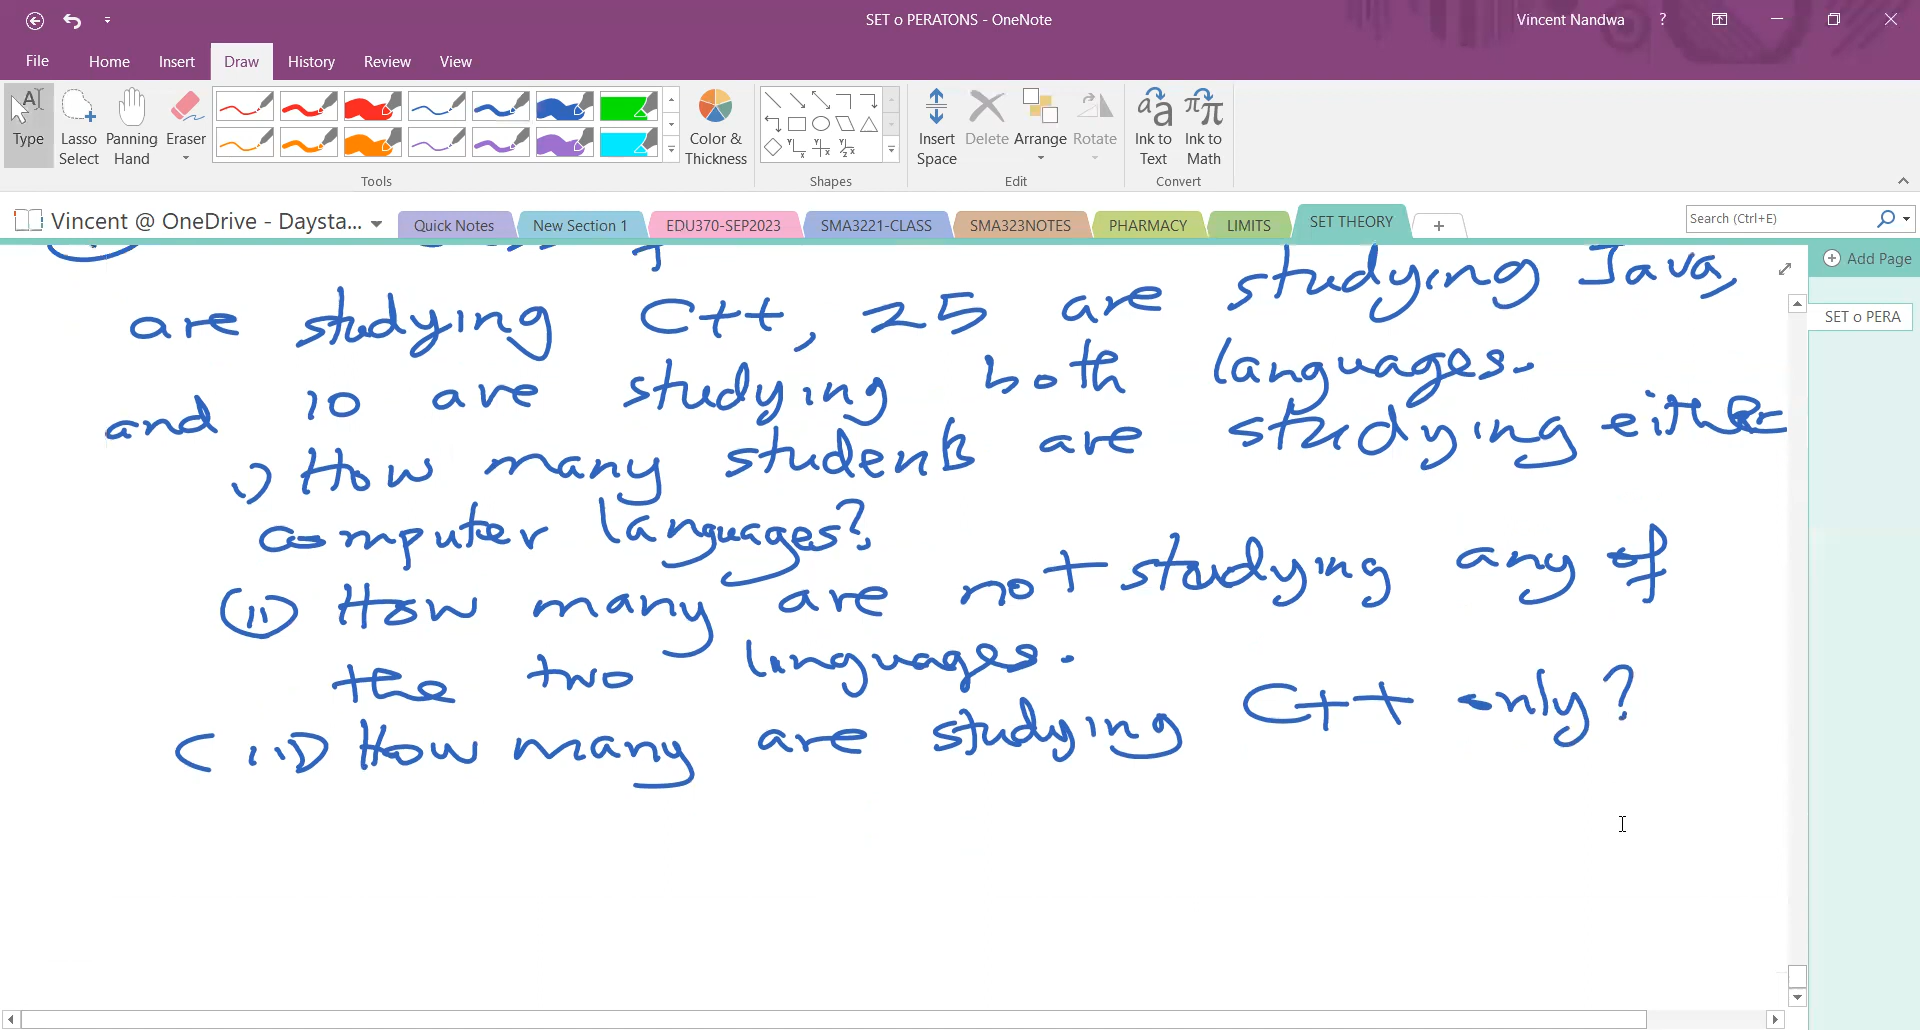 SET o PERATONS - OneNote
Vincent Nandwa
?
File Home Insert Draw History Review View
Type
Lasso Select
Panning Hand
Eraser
Color & Thickness
Insert Space
Delete
Arrange
Rotate
Ink to Text
Ink to Math
Tools
Shapes
Edit
Convert
Vincent @ OneDrive - Daysta...
Quick Notes
New Section 1
EDU370-SEP2023
SMA3221-CLASS
SMA323NOTES
PHARMACY
LIMITS
SET THEORY
+
Search (Ctrl+E)
Add Page
SET o PERA
are studying C++, 25 are studying Java,
and 10 are studying both languages.
i) How many students are studying either
computer languages?
(ii) How many are not studying any of
the two languages.
(iii) How many are studying C++ only?